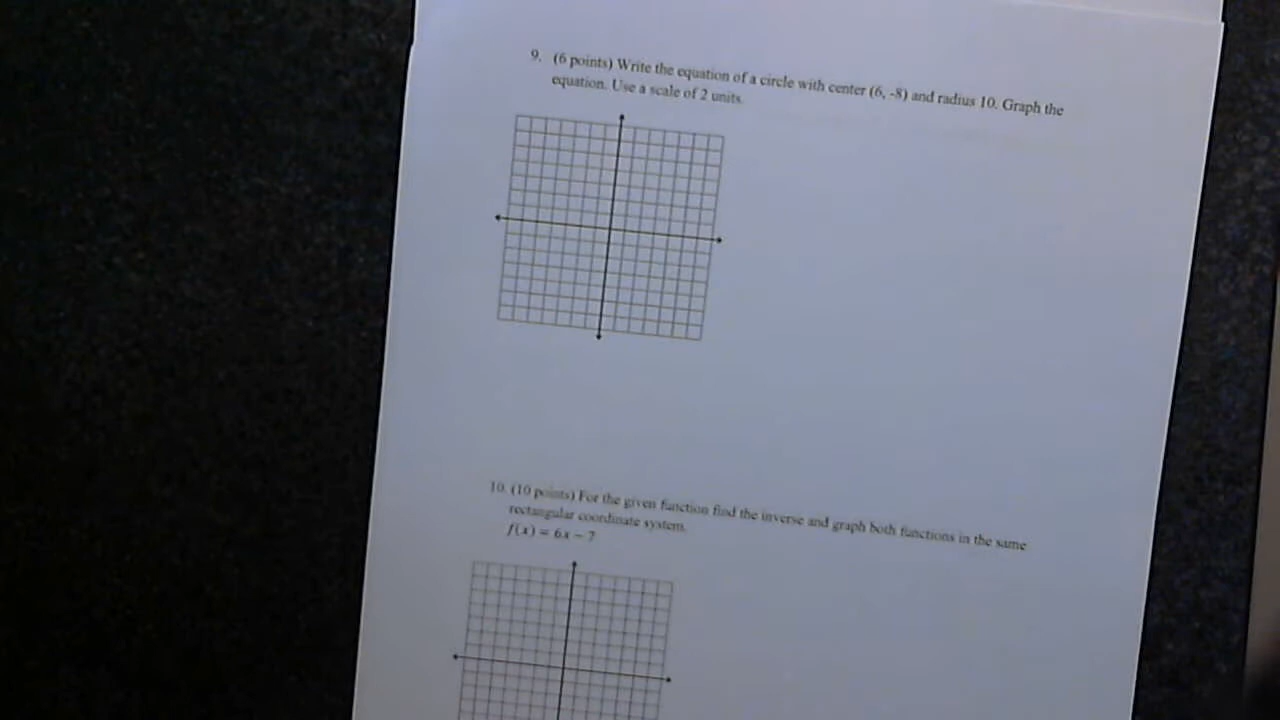 9. (6 points) Write the equation of a circle with center (6, -8) and radius 10. Graph the
equation. Use a scale of 2 units.
10. (10 points) For the given function find the inverse and graph both functions in the same
rectangular coordinate system.
f(x) = 6x − 7